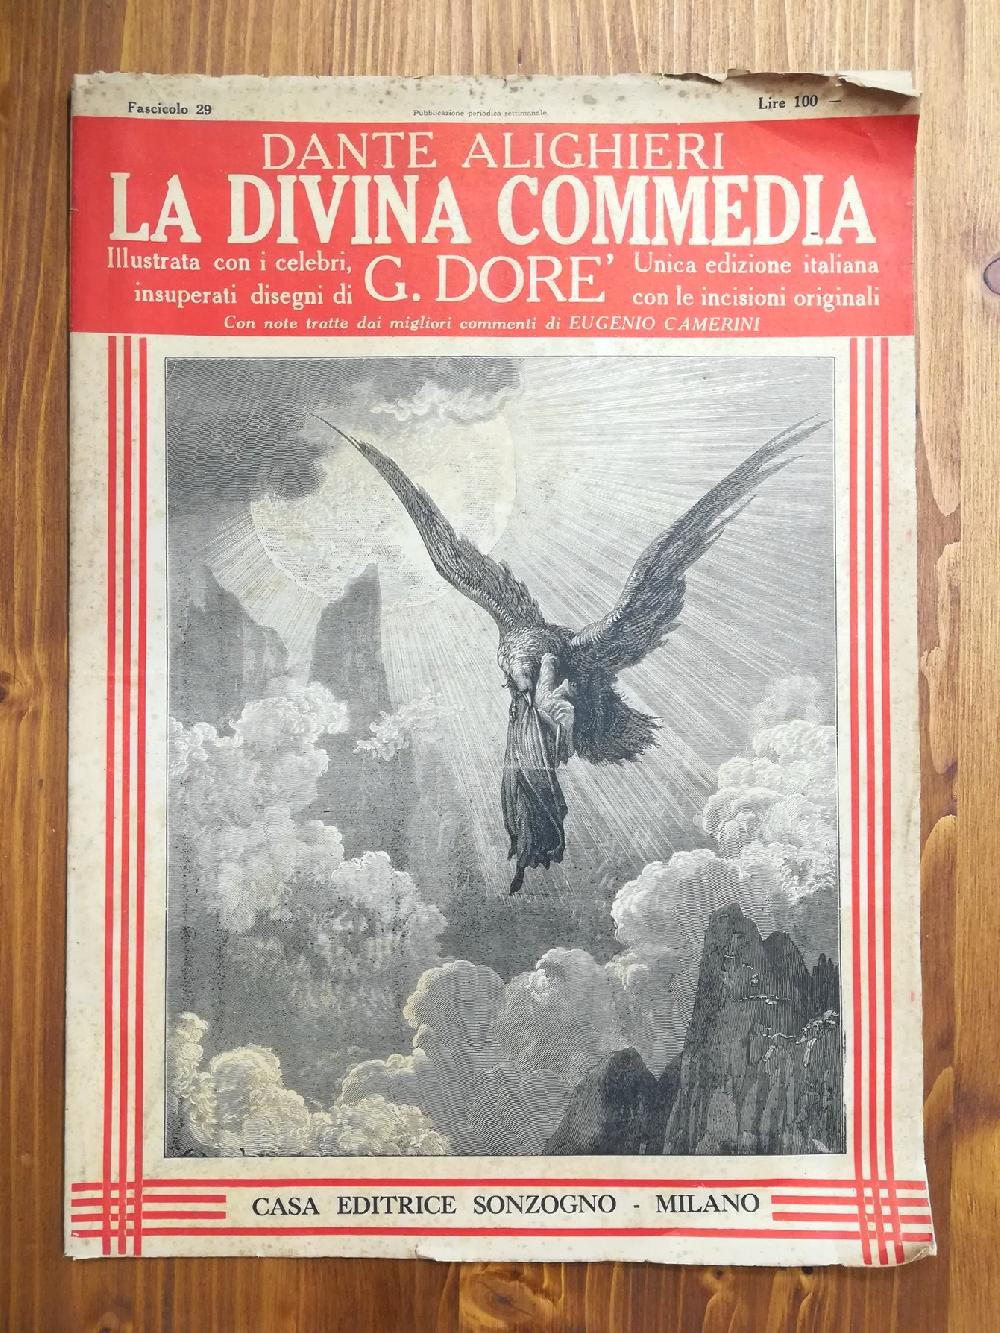 Fascicolo 29
Pubblicazione periodica settimanale
Lire 100 —
DANTE ALIGHIERI
LA DIVINA COMMEDIA
Illustrata con i celebri,
insuperati disegni di
G. DORE'
Unica edizione italiana
con le incisioni originali
Con note tratte dai migliori commenti di EUGENIO CAMERINI
CASA EDITRICE SONZOGNO - MILANO